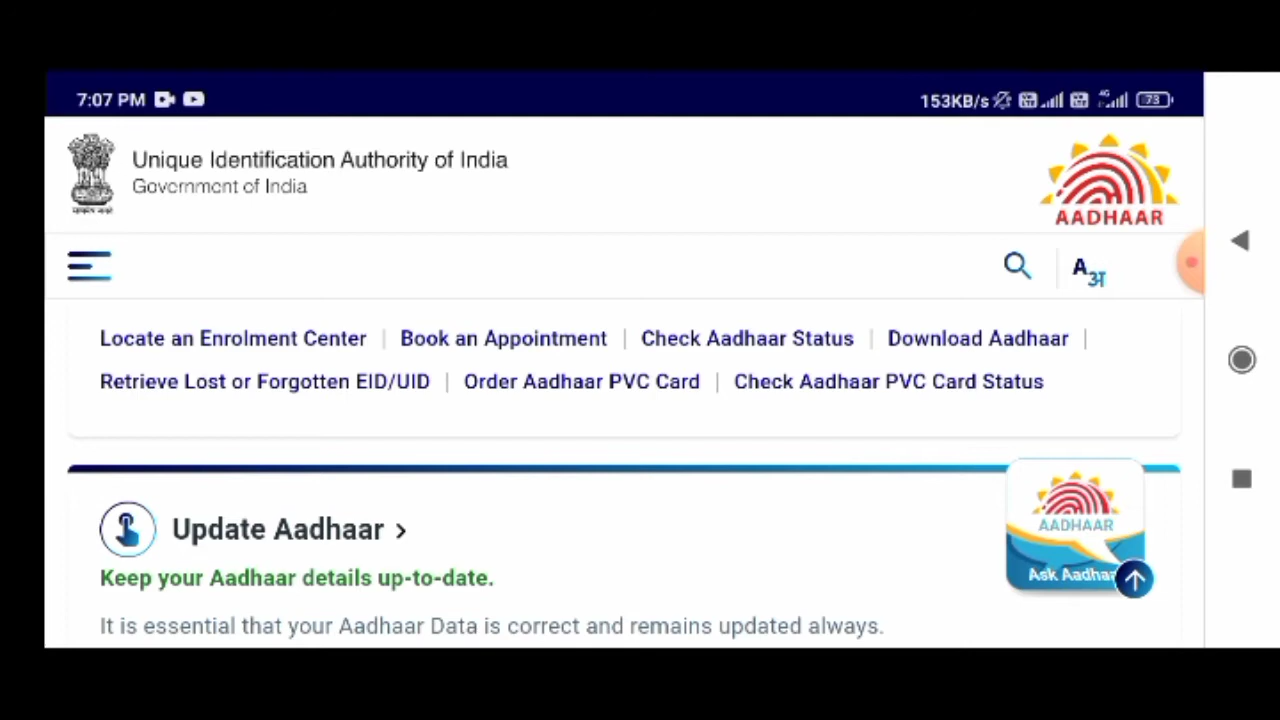 7:07 PM 153KB/s 4G 73
Unique Identification Authority of India
Government of India
AADHAAR
A अ
Locate an Enrolment Center | Book an Appointment | Check Aadhaar Status | Download Aadhaar |
Retrieve Lost or Forgotten EID/UID | Order Aadhaar PVC Card | Check Aadhaar PVC Card Status
AADHAAR
Ask Aadhaa
Update Aadhaar >
Keep your Aadhaar details up-to-date.
It is essential that your Aadhaar Data is correct and remains updated always.